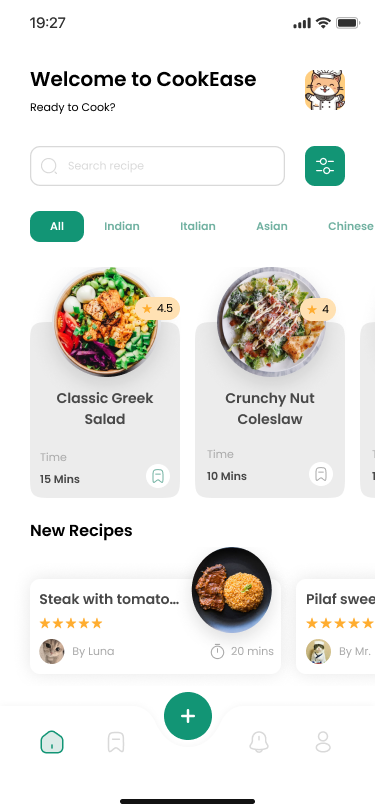 19:27
Welcome to CookEase
Ready to Cook?
Search recipe
All Indian Italian Asian Chinese
4.5
4
Classic Greek
Salad
Crunchy Nut
Coleslaw
Time
15 Mins
Time
10 Mins
New Recipes
Steak with tomato...
By Luna
20 mins
Pilaf swee
By Mr.